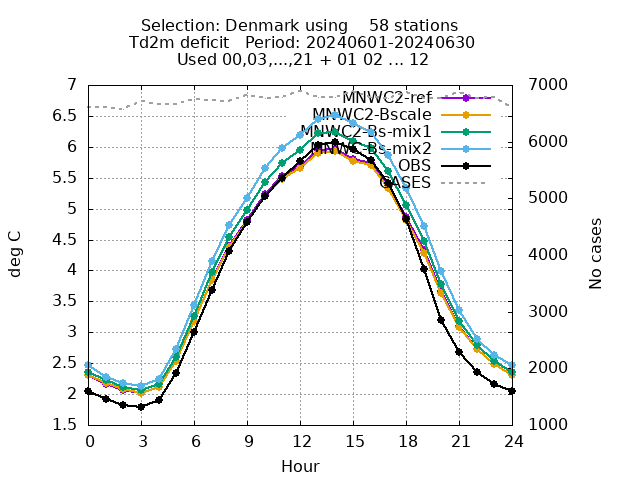 Selection: Denmark using    58 stations
Td2m deficit   Period: 20240601-20240630
Used 00,03,...,21 + 01 02 ... 12
7
6.5
6
5.5
5
4.5
4
3.5
3
2.5
2
1.5
deg C
7000
6000
5000
4000
3000
2000
1000
No cases
MNWC2-ref
MNWC2-Bscale
MNWC2-Bs-mix1
MNWC2-Bs-mix2
OBS
CASES
0 3 6 9 12 15 18 21 24
Hour